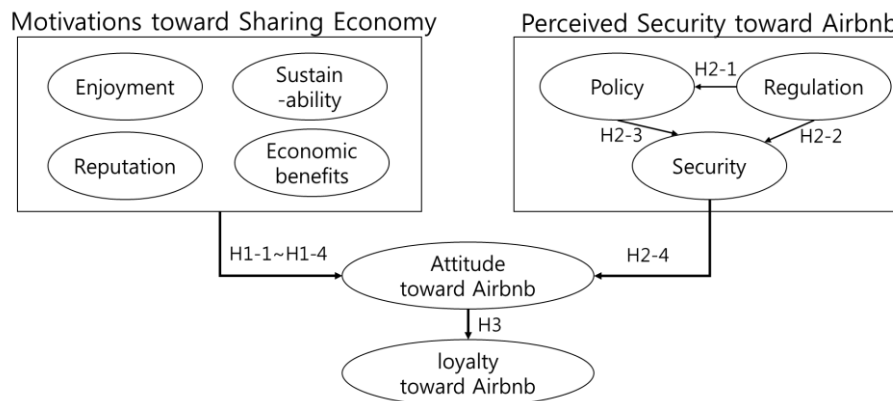 Motivations toward Sharing Economy
Perceived Security toward Airbnb
Enjoyment
Sustain
-ability
Reputation
Economic
benefits
H2-1
Policy
Regulation
H2-3
H2-2
Security
H1-1~H1-4
Attitude
toward Airbnb
H2-4
H3
loyalty
toward Airbnb